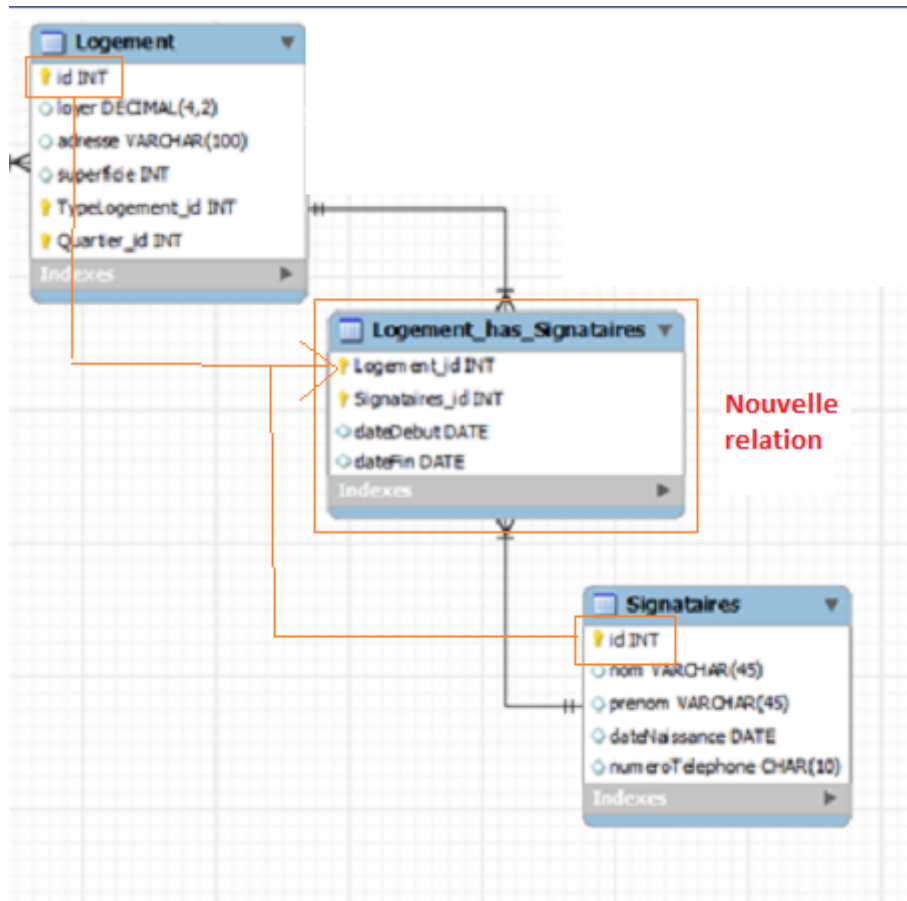 Logement
id INT
loyer DECIMAL(4,2)
adresse VARCHAR(100)
superficie INT
TypeLogement_id INT
Quartier_id INT
Indexes
Logement_has_Signataires
Logement_id INT
Signataires_id INT
dateDebut DATE
dateFin DATE
Indexes
Nouvelle
relation
Signataires
id INT
nom VARCHAR(45)
prenom VARCHAR(45)
dateNaissance DATE
numeroTelephone CHAR(10)
Indexes